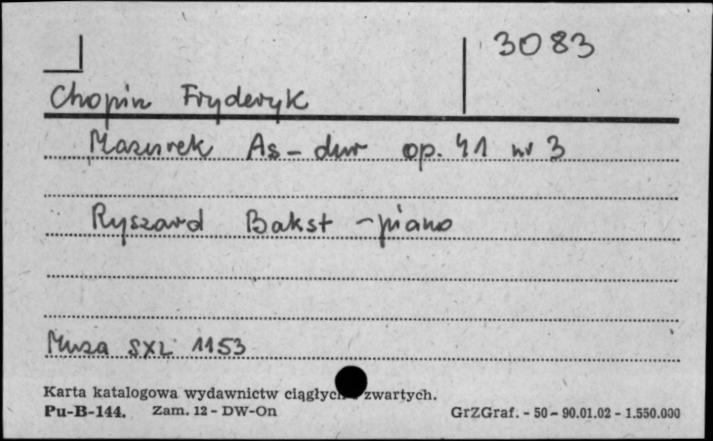 3083
Chopin Fryderyk
Mazurek As-dur op. 41 nr 3
Ryszard Bakst - piano
Muza SXL 1153
Karta katalogowa wydawnictw ciągłych zwartych.
Pu-B-144. Zam. 12 - DW-On GrZGraf. - 50 - 90.01.02 - 1.550.000